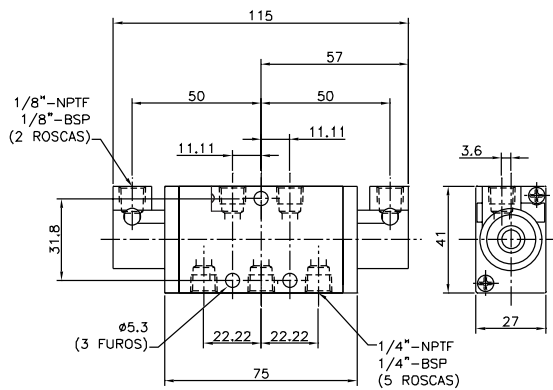 115
57
50
50
1/8"-NPTF
1/8"-BSP
(2 ROSCAS)
11.11
11.11
3.6
31.8
41
ø5.3
(3 FUROS)
22.22
22.22
1/4"-NPTF
1/4"-BSP
(5 ROSCAS)
27
75